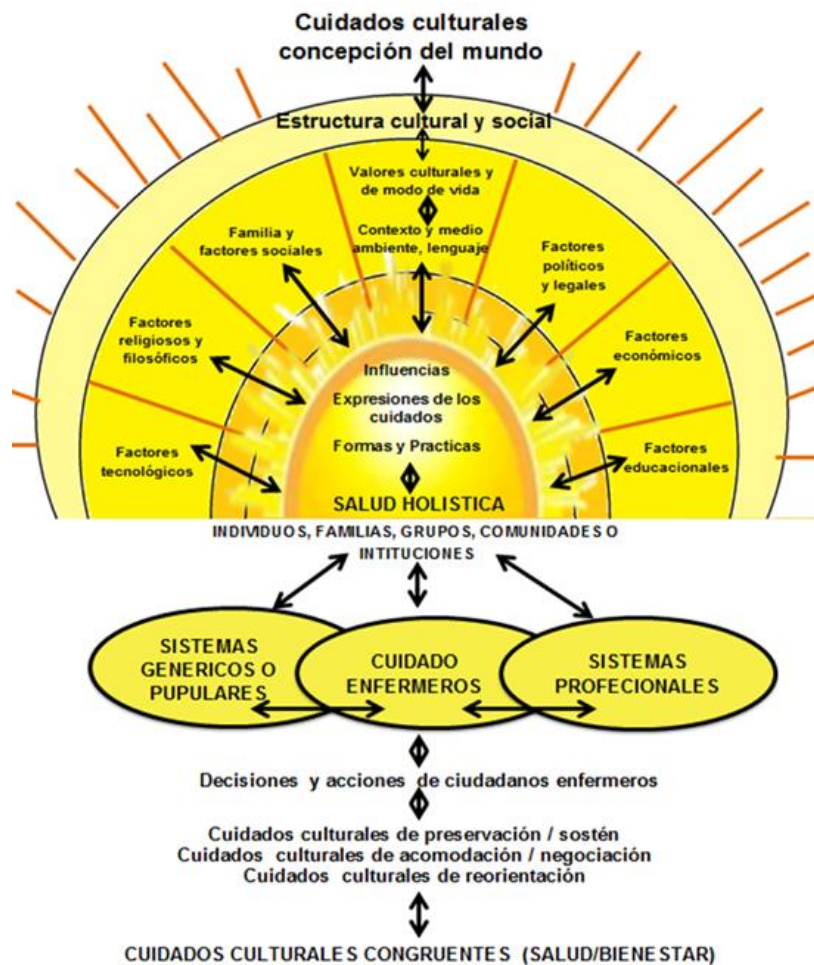 Cuidados culturales
concepción del mundo
Estructura cultural y social
Valores culturales y
de modo de vida
Contexto y medio
ambiente, lenguaje
Familia y
factores sociales
Factores
políticos
y legales
Factores
religiosos y
filosóficos
Factores
económicos
Factores
tecnológicos
Factores
educacionales
Influencias
Expresiones de los
cuidados
Formas y Practicas
SALUD HOLISTICA
INDIVIDUOS, FAMILIAS, GRUPOS, COMUNIDADES O
INTITUCIONES
SISTEMAS
GENERICOS O
PUPULARES
CUIDADO
ENFERMEROS
SISTEMAS
PROFECIONALES
Decisiones y acciones de ciudadanos enfermeros
Cuidados culturales de preservación / sostén
Cuidados culturales de acomodación / negociación
Cuidados culturales de reorientación
CUIDADOS CULTURALES CONGRUENTES (SALUD/BIENESTAR)